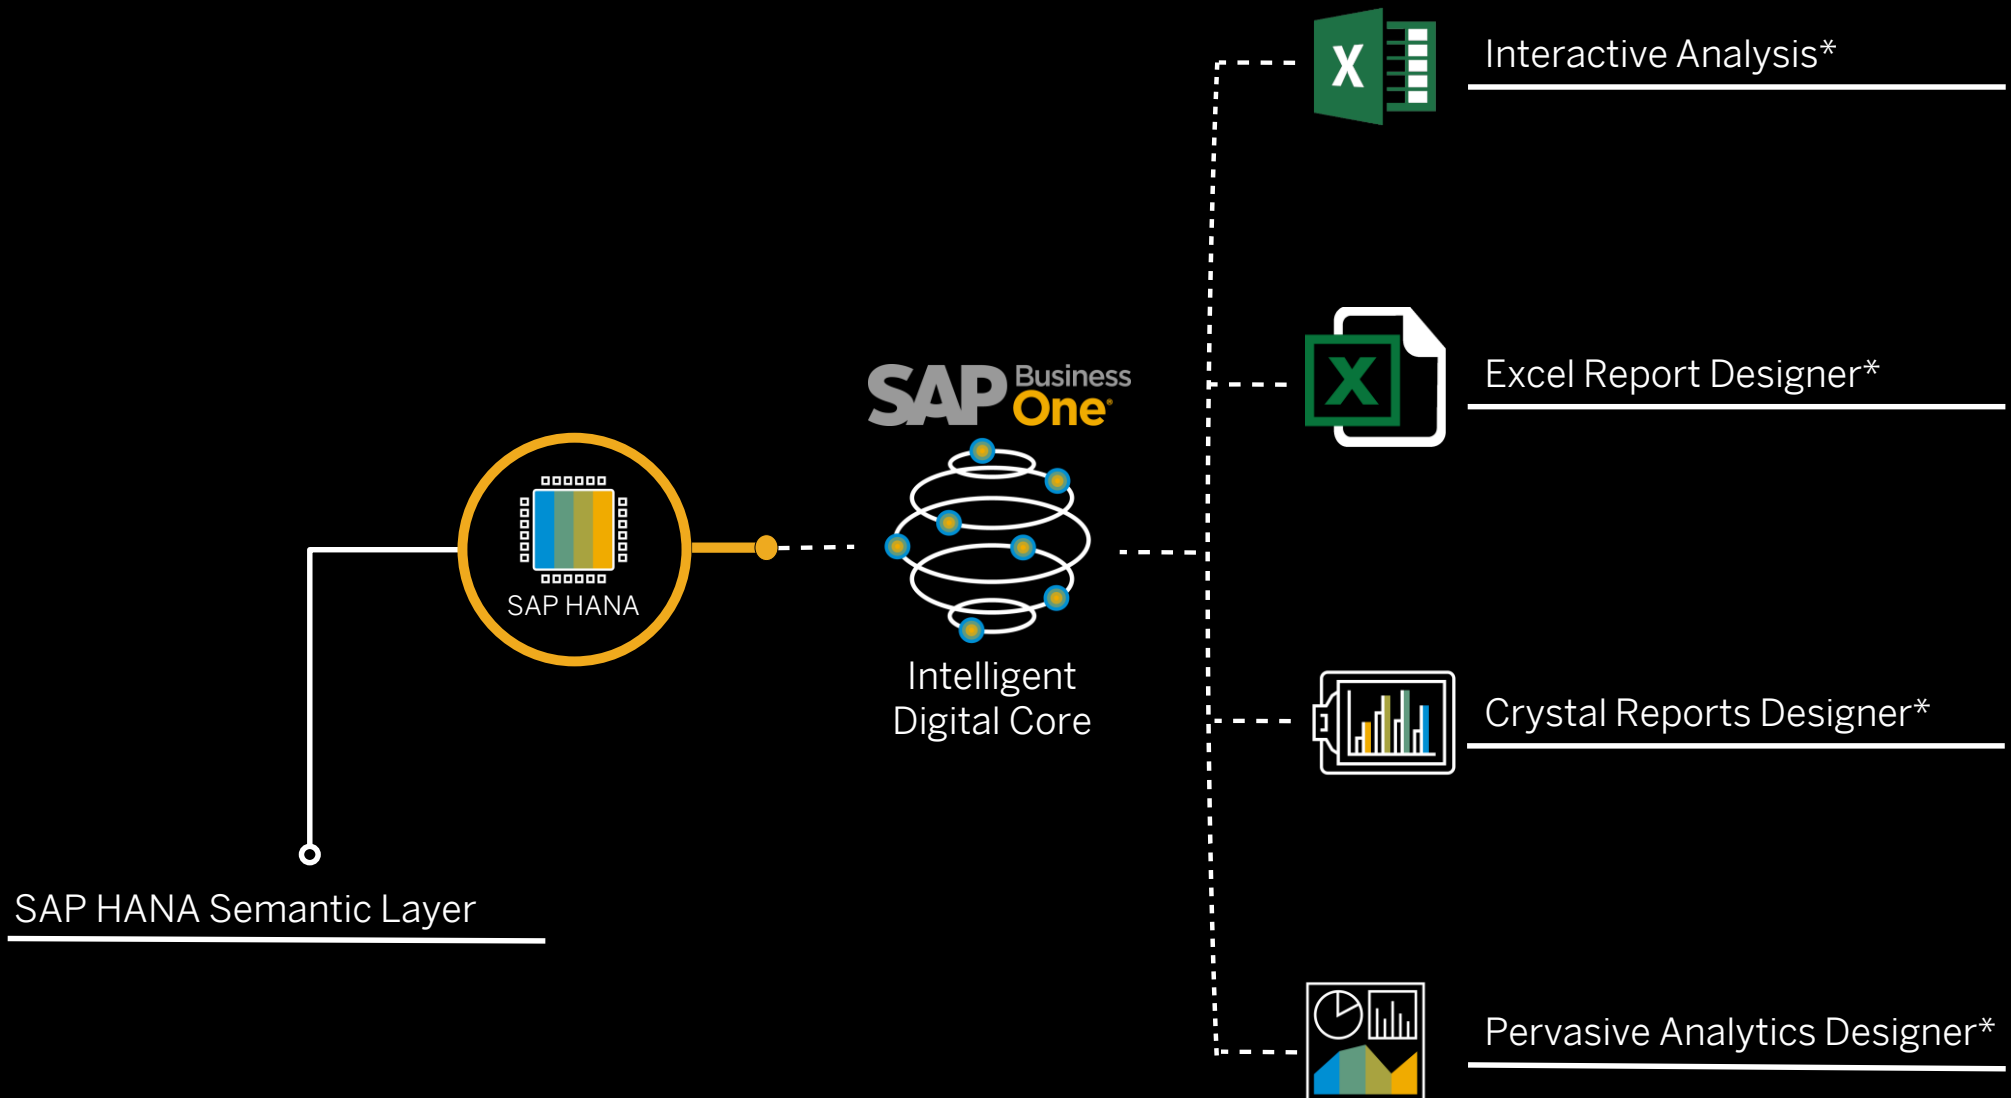 Interactive Analysis*
Excel Report Designer*
SAP Business
One®
SAP HANA
Intelligent
Digital Core
Crystal Reports Designer*
SAP HANA Semantic Layer
Pervasive Analytics Designer*